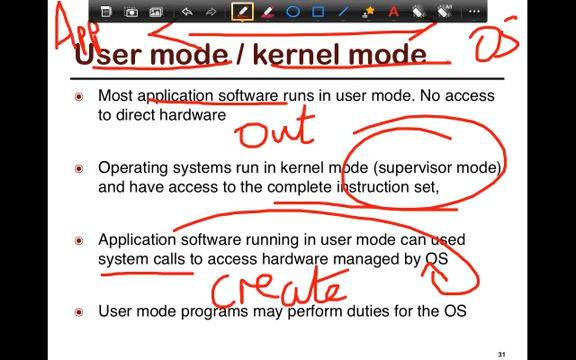 App
OS
User mode / kernel mode
Most application software runs in user mode. No access
to direct hardware
out
Operating systems run in kernel mode (supervisor mode)
and have access to the complete instruction set,
Application software running in user mode can used
system calls to access hardware managed by OS
create
User mode programs may perform duties for the OS
31